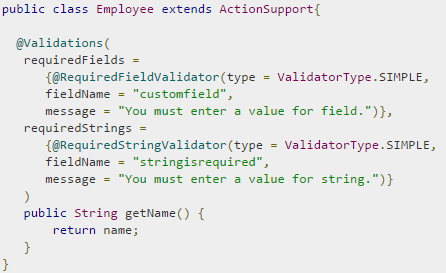 public class Employee extends ActionSupport{
@Validations(
requiredFields =
{@RequiredFieldValidator(type = ValidatorType.SIMPLE,
fieldName = "customfield",
message = "You must enter a value for field.")},
requiredStrings =
{@RequiredStringValidator(type = ValidatorType.SIMPLE,
fieldName = "stringisrequired",
message = "You must enter a value for string.")}
)
public String getName() {
return name;
}
}